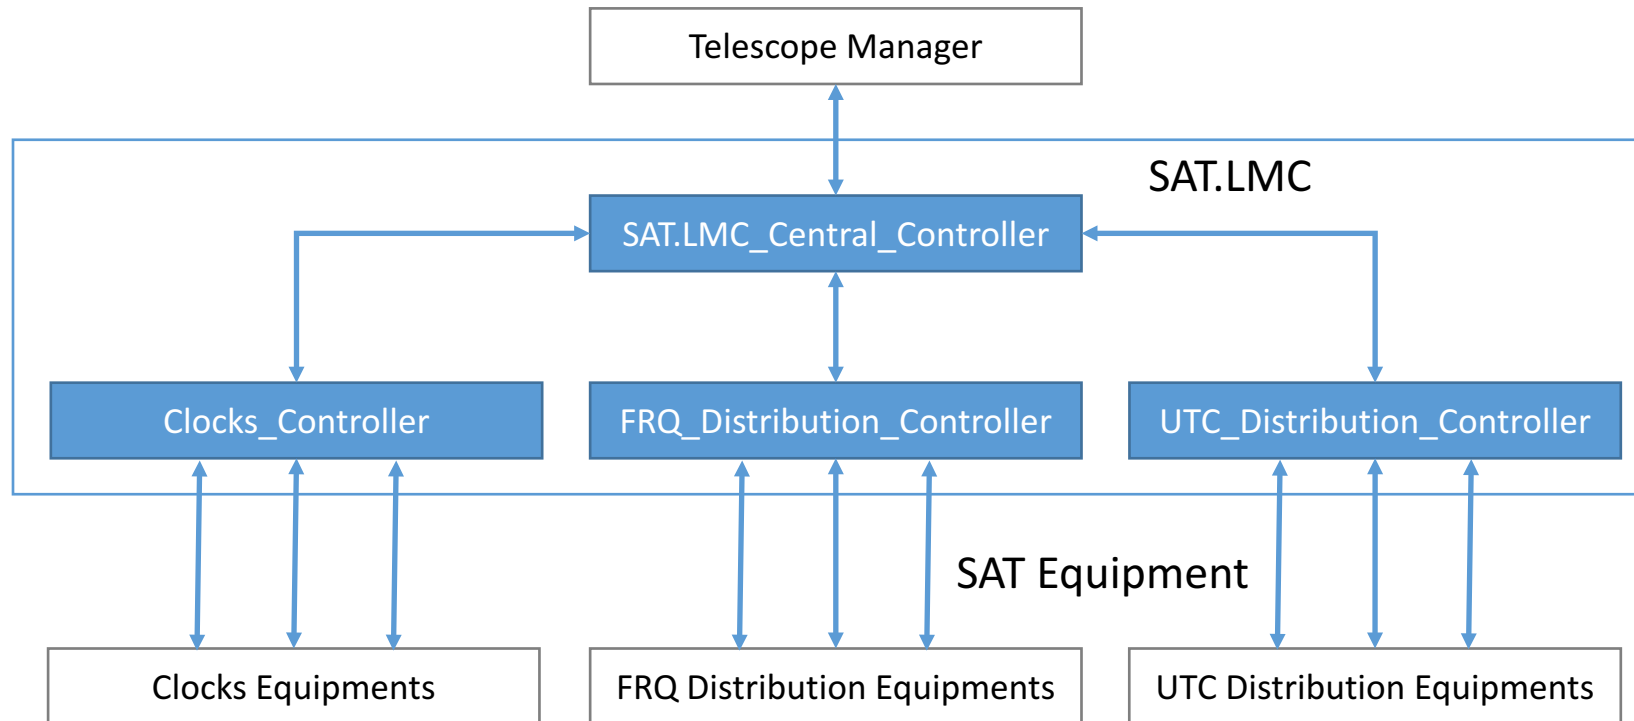 Telescope Manager
SAT.LMC
SAT.LMC_Central_Controller
Clocks_Controller
FRQ_Distribution_Controller
UTC_Distribution_Controller
SAT Equipment
Clocks Equipments
FRQ Distribution Equipments
UTC Distribution Equipments